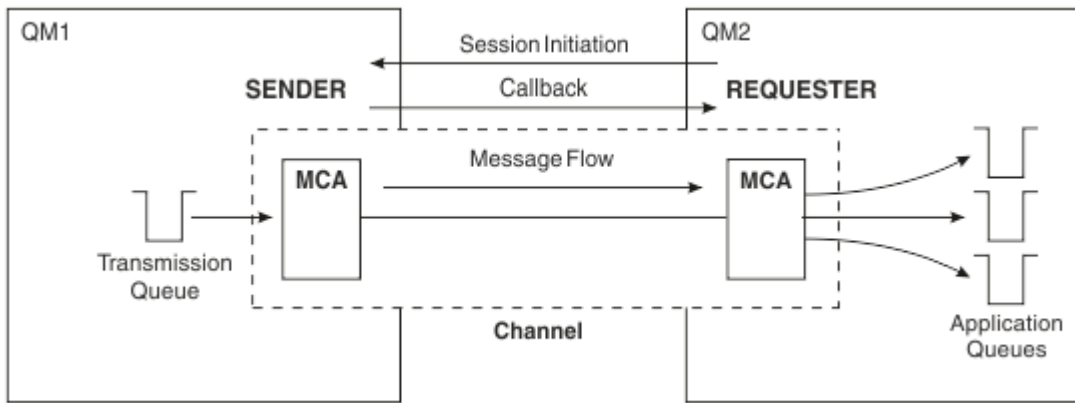 QM1
QM2
Session Initiation
SENDER
Callback
REQUESTER
Message Flow
MCA
MCA
Transmission
Queue
Channel
Application
Queues